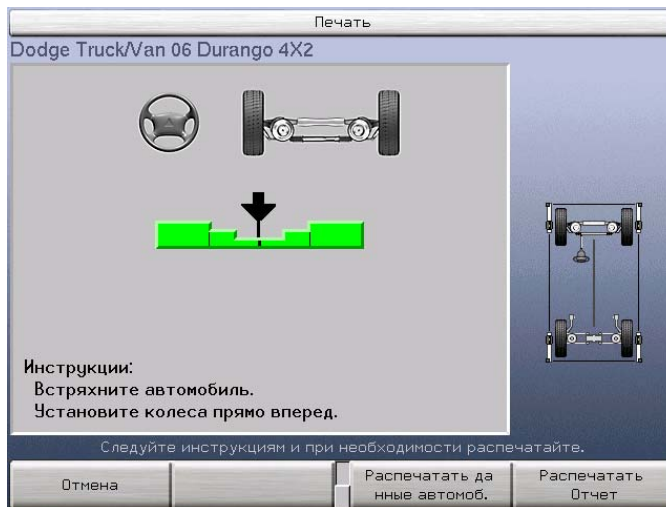 Печать
Dodge Truck/Van 06 Durango 4X2
Инструкции:
Встряхните автомобиль.
Установите колеса прямо вперед.
Следуйте инструкциям и при необходимости распечатайте.
Отмена
Распечатать да
нные автомоб.
Распечатать
Отчет